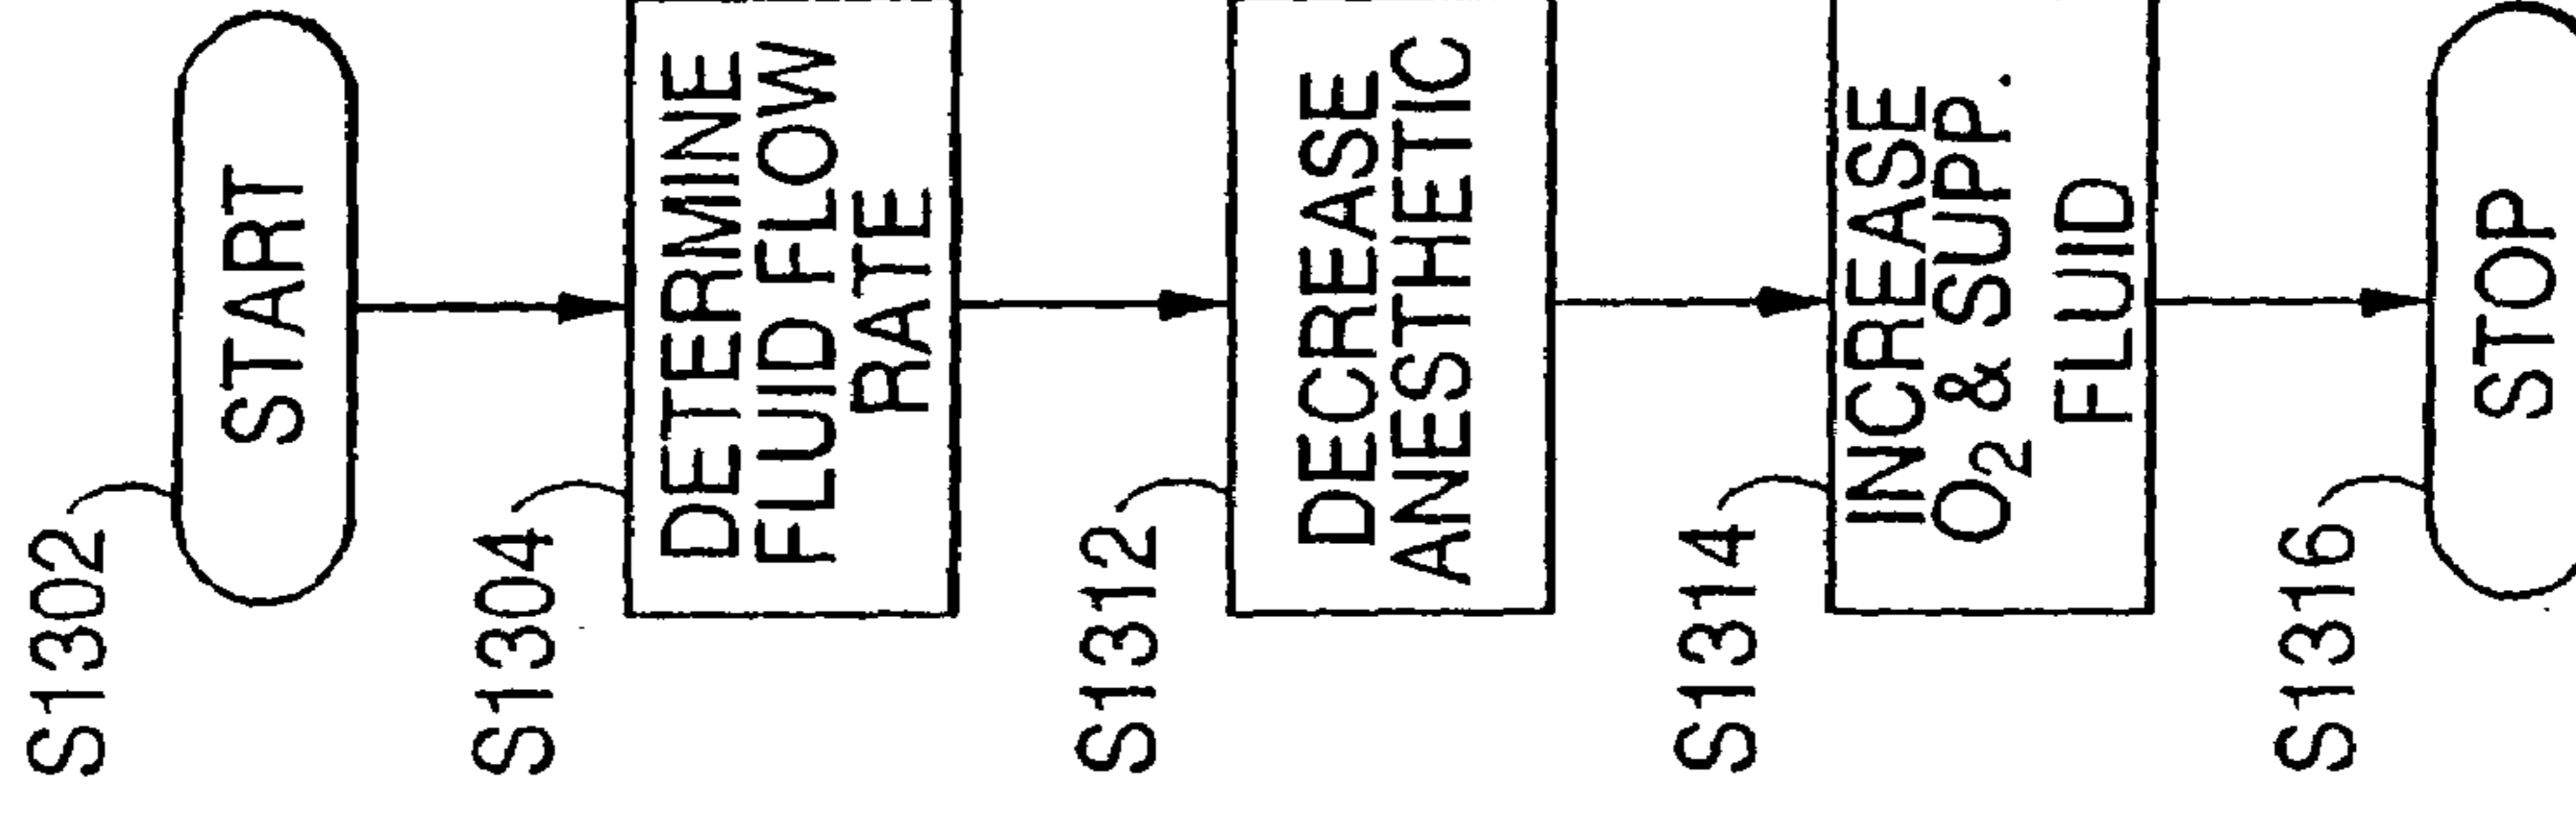 S1302
START
S1304
DETERMINE
FLUID FLOW
RATE
S1312
DECREASE
ANESTHETIC
S1314
INCREASE
O₂ & SUPP.
FLUID
S1316
STOP